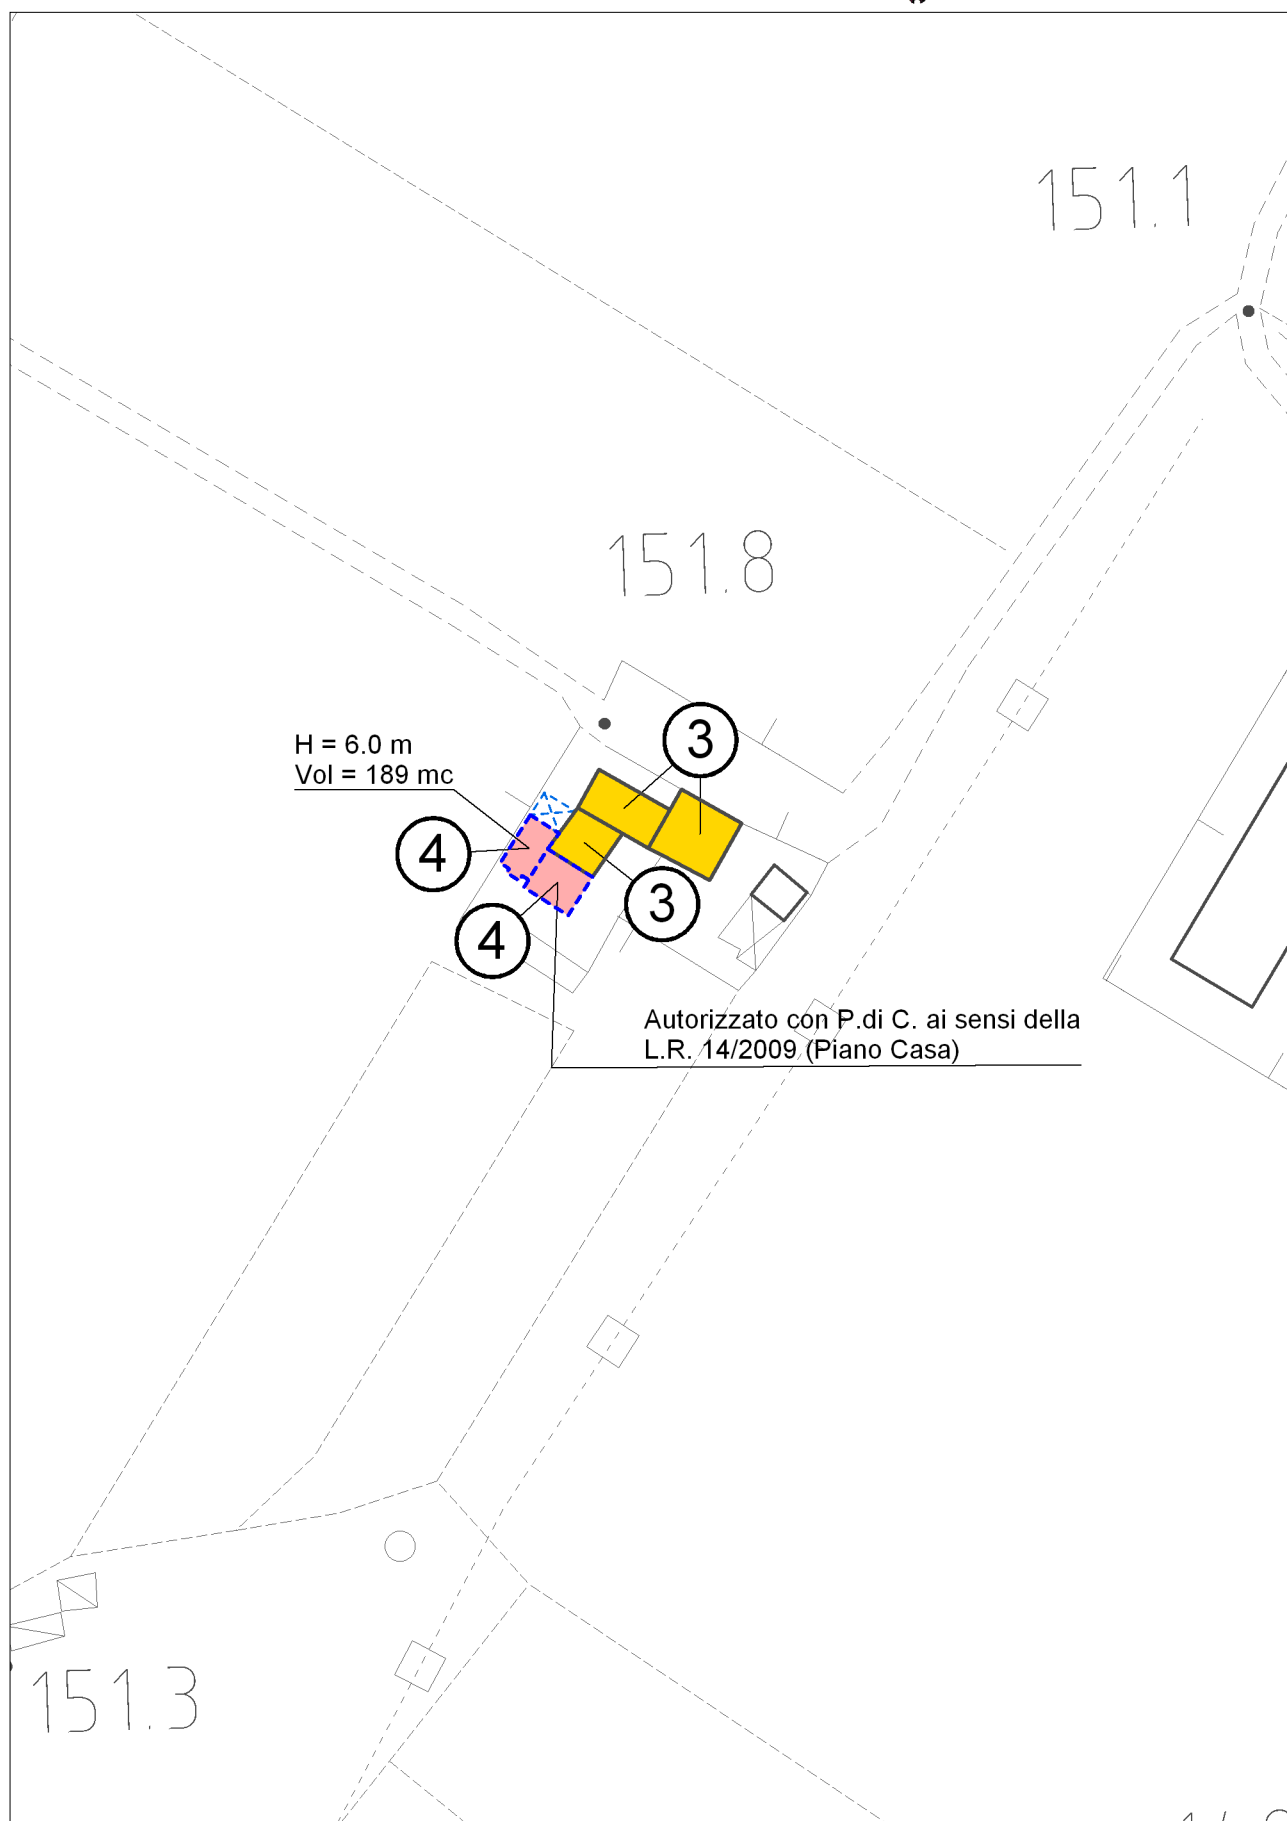 151.1
151.8
3
H = 6.0 m
Vol = 189 mc
4
3
4
Autorizzato con P.di C. ai sensi della
L.R. 14/2009 (Piano Casa)
151.3